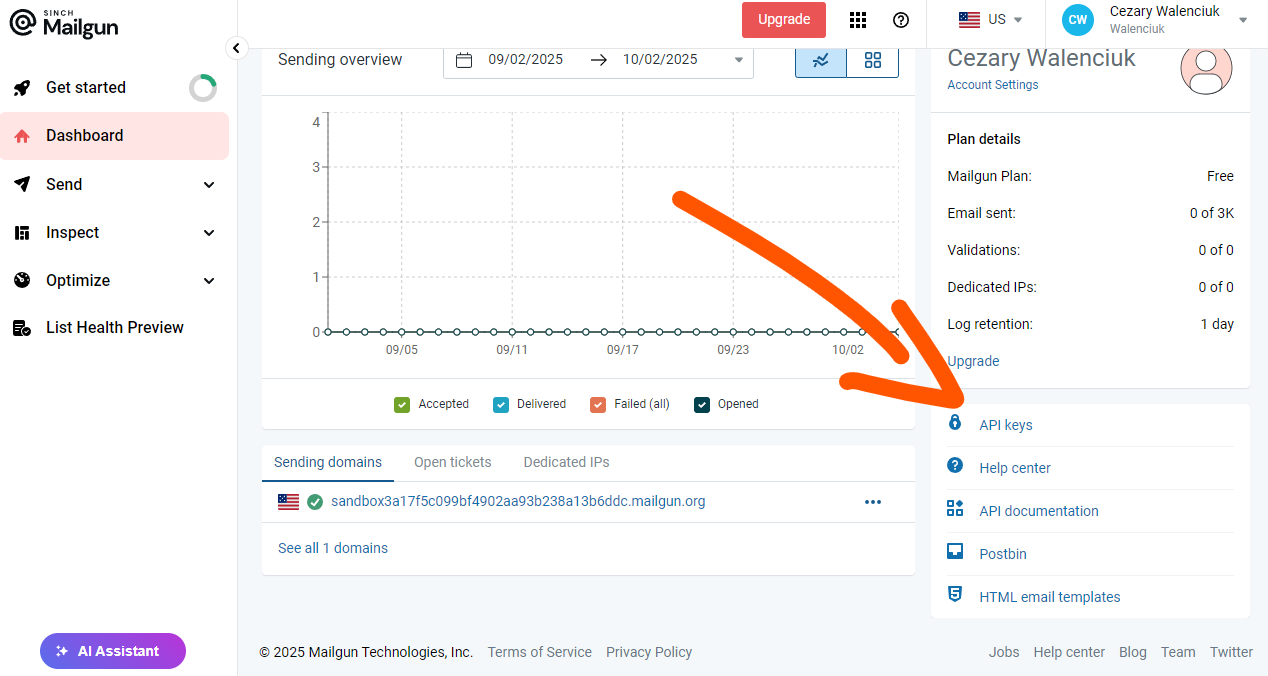 SINCH
Mailgun
Upgrade
US
CW
Cezary Walenciuk
Walenciuk
Get started
Dashboard
Send
Inspect
Optimize
List Health Preview
AI Assistant
Sending overview
09/02/2025
10/02/2025
4
3
2
1
0
09/05 09/11 09/17 09/23 10/02
Accepted Delivered Failed (all) Opened
Sending domains Open tickets Dedicated IPs
sandbox3a17f5c099bf4902aa93b238a13b6ddc.mailgun.org
See all 1 domains
Cezary Walenciuk
Account Settings
Plan details
Mailgun Plan: Free
Email sent: 0 of 3K
Validations: 0 of 0
Dedicated IPs: 0 of 0
Log retention: 1 day
Upgrade
API keys
Help center
API documentation
Postbin
HTML email templates
© 2025 Mailgun Technologies, Inc. Terms of Service Privacy Policy
Jobs Help center Blog Team Twitter